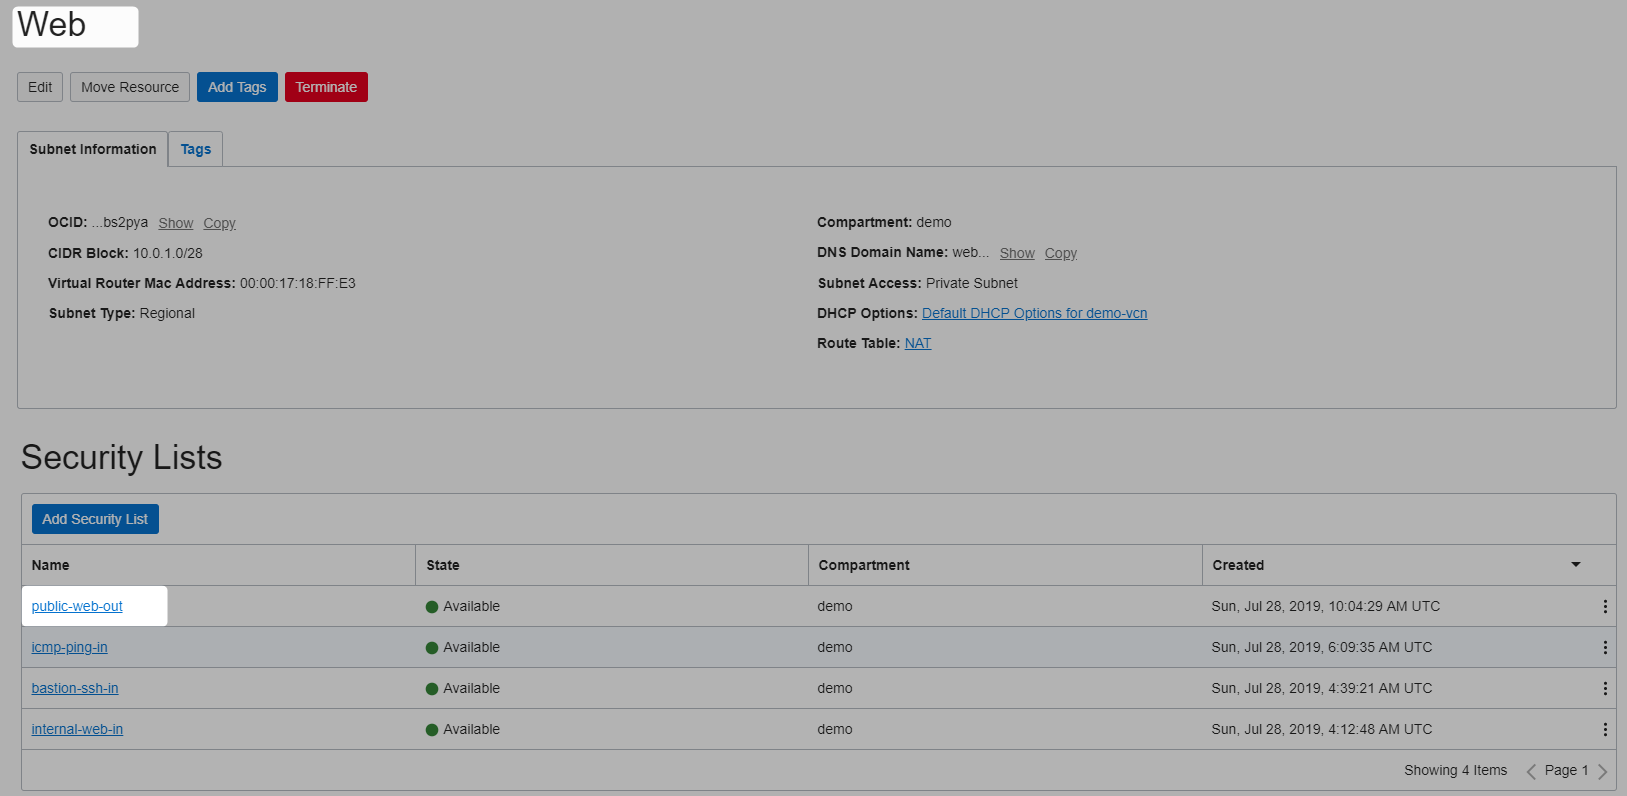 Web
Edit Move Resource Add Tags Terminate
Subnet Information Tags
OCID: ...bs2pya Show Copy
CIDR Block: 10.0.1.0/28
Virtual Router Mac Address: 00:00:17:18:FF:E3
Subnet Type: Regional
Compartment: demo
DNS Domain Name: web... Show Copy
Subnet Access: Private Subnet
DHCP Options: Default DHCP Options for demo-vcn
Route Table: NAT
Security Lists
Add Security List
Name State Compartment Created
public-web-out Available demo Sun, Jul 28, 2019, 10:04:29 AM UTC
icmp-ping-in Available demo Sun, Jul 28, 2019, 6:09:35 AM UTC
bastion-ssh-in Available demo Sun, Jul 28, 2019, 4:39:21 AM UTC
internal-web-in Available demo Sun, Jul 28, 2019, 4:12:48 AM UTC
Showing 4 Items Page 1